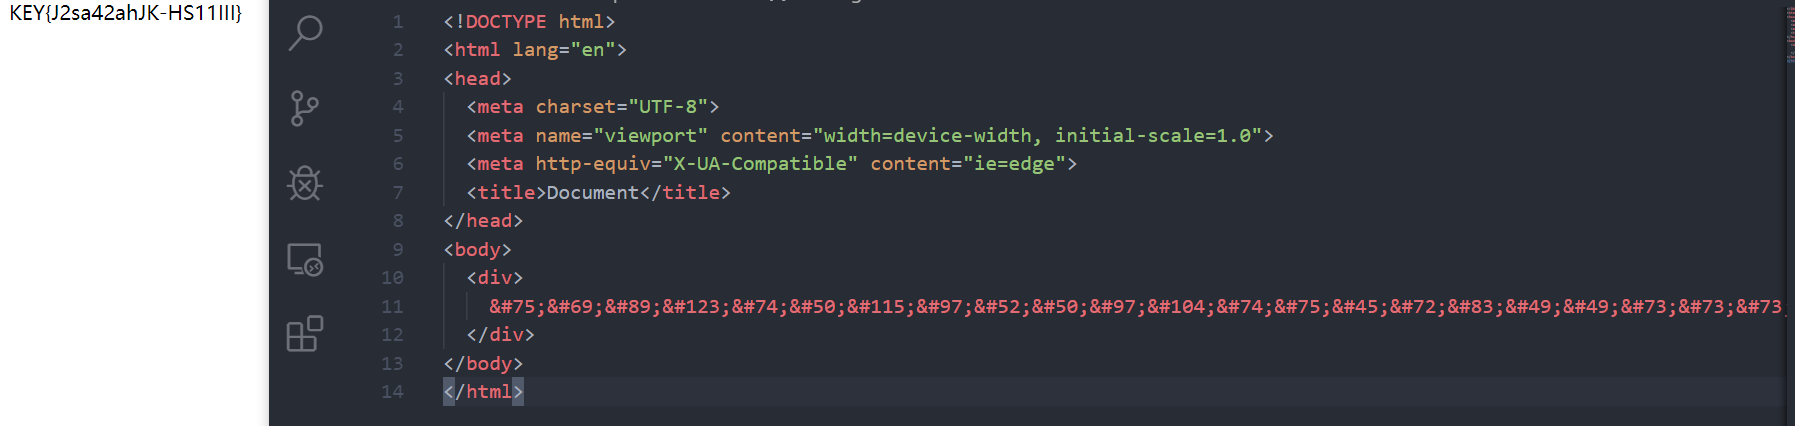 KEY{J2sa42ahJK-HS11III}
1 <!DOCTYPE html>
2 <html lang="en">
3 <head>
4 <meta charset="UTF-8">
5 <meta name="viewport" content="width=device-width, initial-scale=1.0">
6 <meta http-equiv="X-UA-Compatible" content="ie=edge">
7 <title>Document</title>
8 </head>
9 <body>
10 <div>
11 &#75;&#69;&#89;&#123;&#74;&#50;&#115;&#97;&#52;&#50;&#97;&#104;&#74;&#75;&#45;&#72;&#83;&#49;&#49;&#73;&#73;&#73;
12 </div>
13 </body>
14 </html>